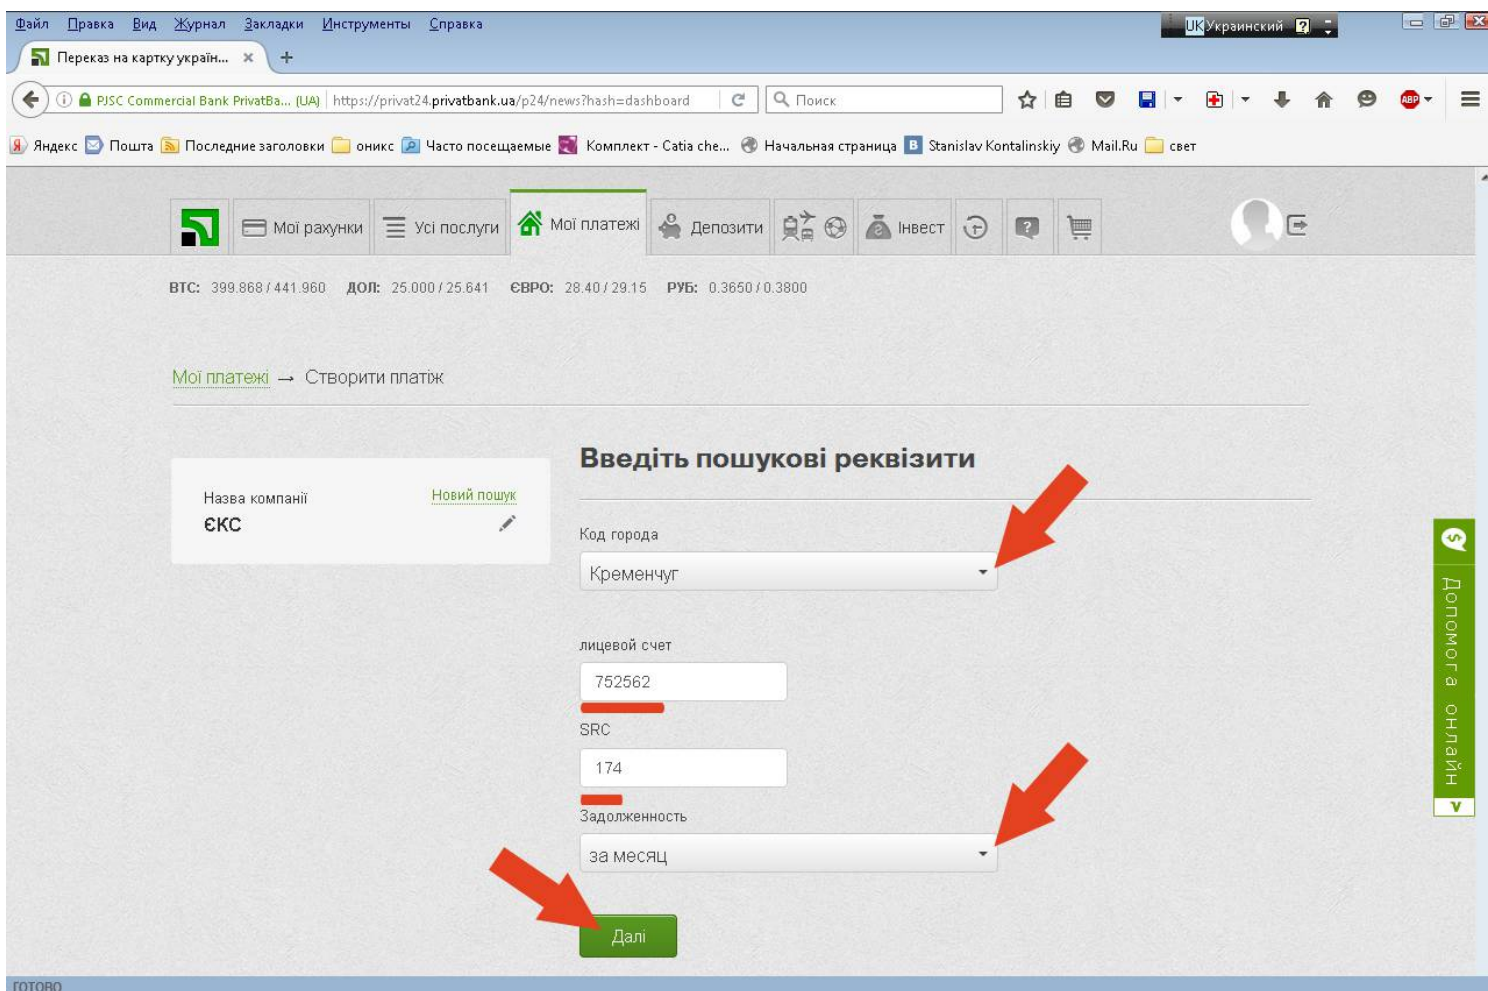 Файл Правка Вид Журнал Закладки Инструменты Справка
UK Украинский
Переказ на картку україн...
PJSC Commercial Bank PrivatBa... (UA) https://privat24.privatbank.ua/p24/news?hash=dashboard Поиск ABP
Яндекс Пошта Последние заголовки оникс Часто посещаемые Комплект - Catia che... Начальная страница Stanislav Kontalinskiy Mail.Ru свет
Мої рахунки Усі послуги Мої платежі Депозити Інвест
BTC: 399.868 / 441.960 ДОЛ: 25.000 / 25.641 ЄВРО: 28.40 / 29.15 РУБ: 0.3650 / 0.3800
Мої платежі → Створити платіж
Введіть пошукові реквізити
Назва компанії Новий пошук
ЄКС
Код города
Кременчуг
лицевой счет
752562
SRC
174
Задолженность
за месяц
Далі
Допомога онлайн
готово